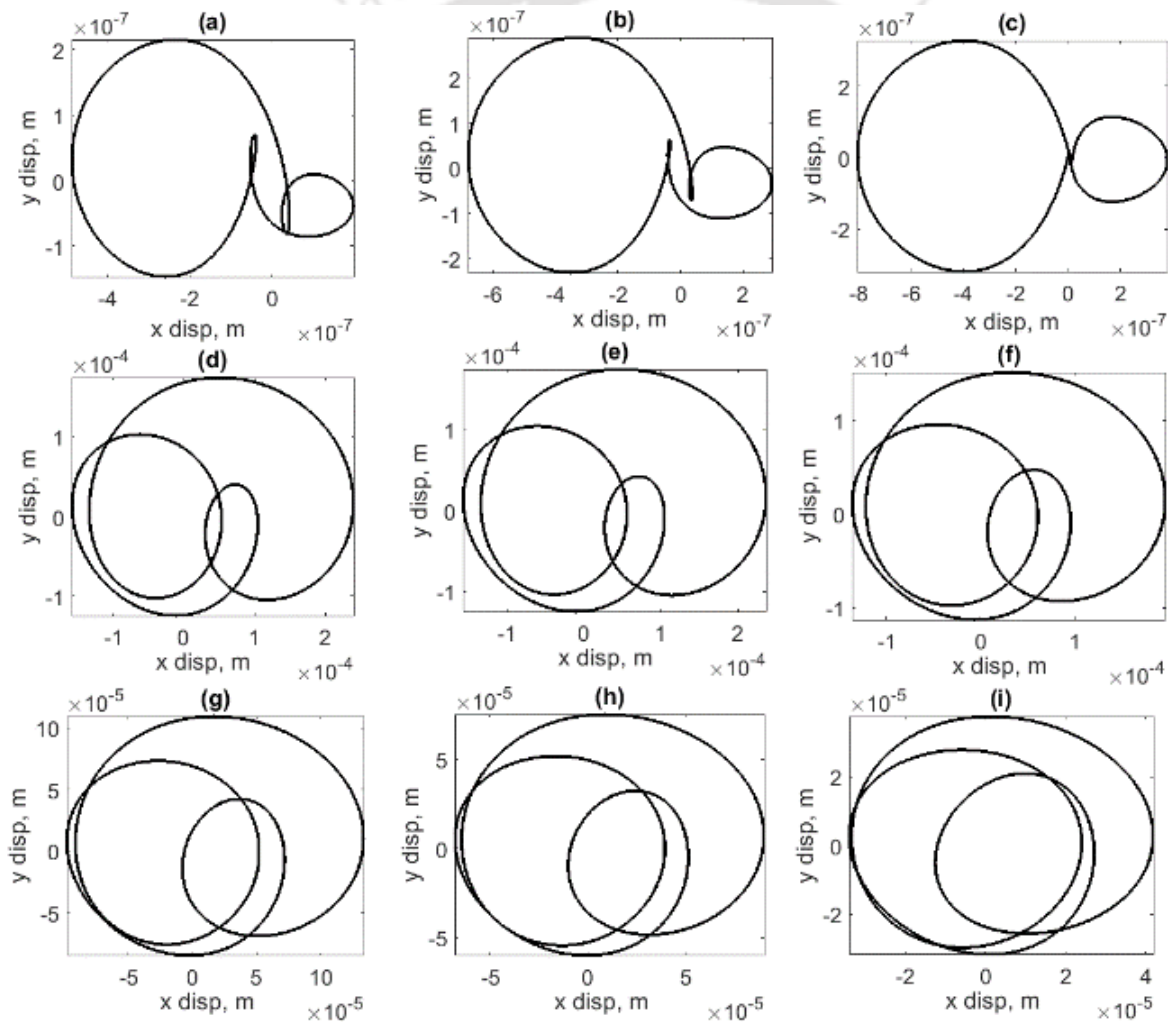 (a) (b) (c)
×10⁻⁷ ×10⁻⁷ ×10⁻⁷
y disp, m y disp, m y disp, m
2 1 0 -1
2 1 0 -1 -2
2 0 -2
-4 -2 0 -6 -4 -2 0 2 -8 -6 -4 -2 0 2
x disp, m ×10⁻⁷ x disp, m ×10⁻⁷ x disp, m ×10⁻⁷
(d) (e) (f)
×10⁻⁴ ×10⁻⁴ ×10⁻⁴
y disp, m y disp, m y disp, m
1 0 -1
1 0 -1
1 0 -1
-1 0 1 2 -1 0 1 2 -1 0 1
x disp, m ×10⁻⁴ x disp, m ×10⁻⁴ x disp, m ×10⁻⁴
(g) (h) (i)
×10⁻⁵ ×10⁻⁵ ×10⁻⁵
y disp, m y disp, m y disp, m
10 5 0 -5
5 0 -5
2 0 -2
-5 0 5 10 -5 0 5 -2 0 2 4
x disp, m ×10⁻⁵ x disp, m ×10⁻⁵ x disp, m ×10⁻⁵